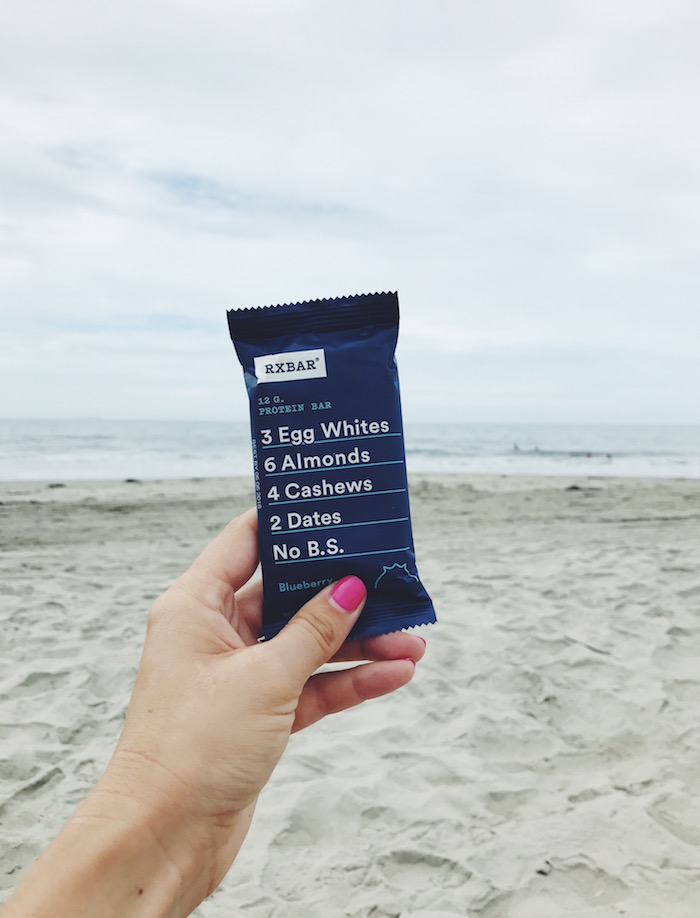 RXBAR®
12 G.
PROTEIN BAR
3 Egg Whites
6 Almonds
4 Cashews
2 Dates
No B.S.
Blueberry